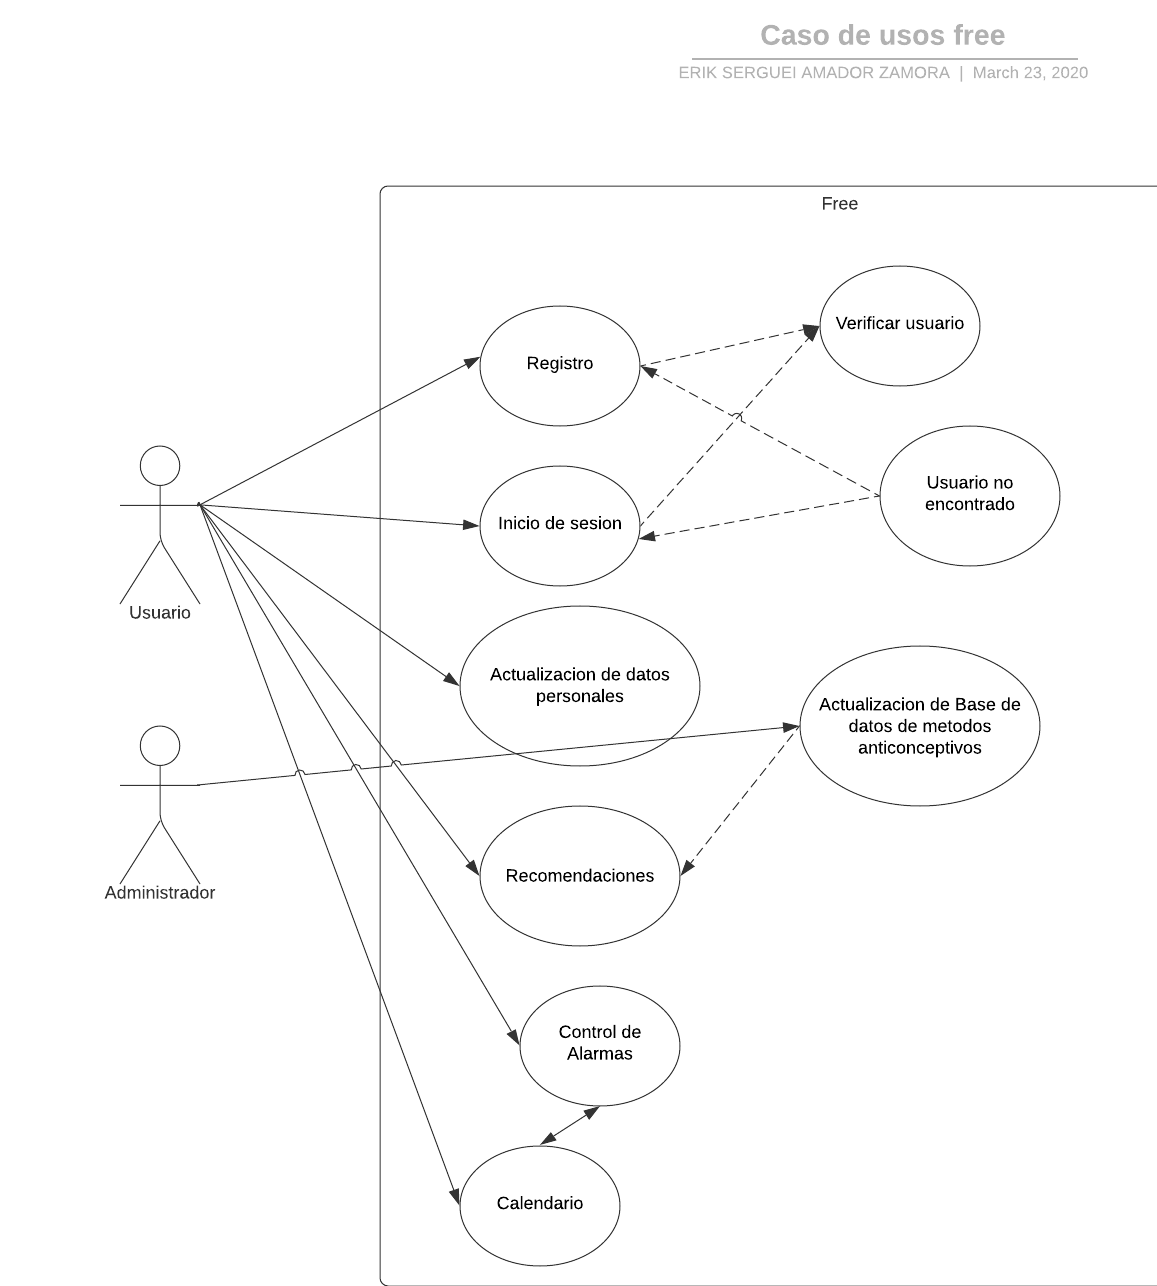 Caso de usos free
ERIK SERGUEI AMADOR ZAMORA | March 23, 2020
Free
Verificar usuario
Registro
Usuario no
encontrado
Inicio de sesion
Usuario
Actualizacion de datos
personales
Actualizacion de Base de
datos de metodos
anticonceptivos
Administrador
Recomendaciones
Control de
Alarmas
Calendario